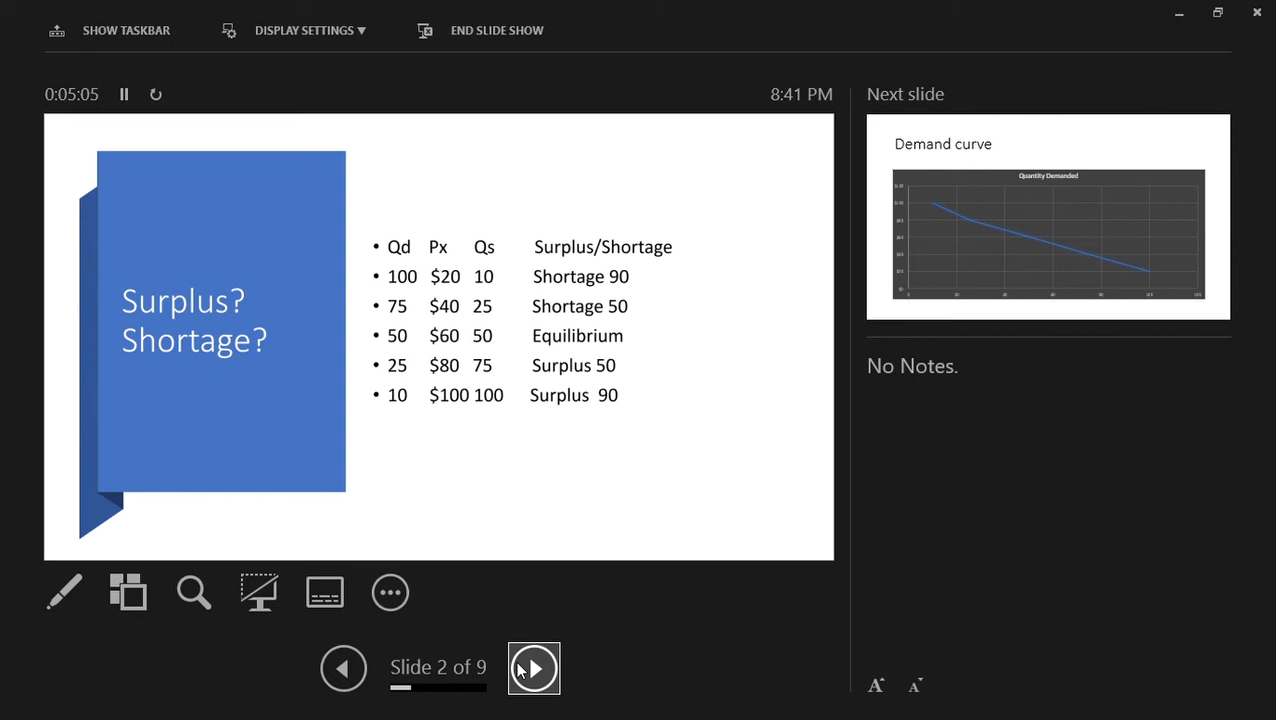 SHOW TASKBAR
DISPLAY SETTINGS ▾
END SLIDE SHOW
0:05:05
8:41 PM
Next slide
Surplus?
Shortage?
• Qd Px Qs Surplus/Shortage
• 100 $20 10 Shortage 90
• 75 $40 25 Shortage 50
• 50 $60 50 Equilibrium
• 25 $80 75 Surplus 50
• 10 $100 100 Surplus 90
Demand curve
Quantity Demanded
No Notes.
Slide 2 of 9
A A